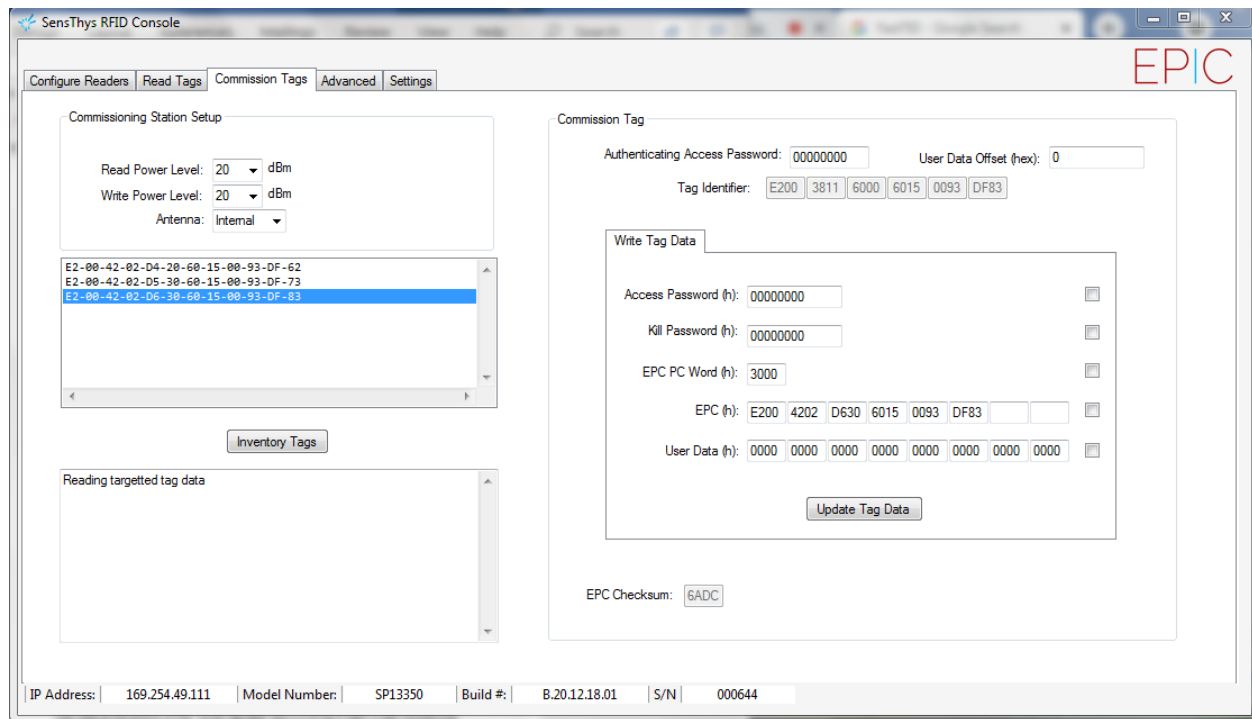 SensThys RFID Console
EPIC
Configure Readers Read Tags Commission Tags Advanced Settings
Commissioning Station Setup
Read Power Level: 20 dBm
Write Power Level: 20 dBm
Antenna: Internal
E2-00-42-02-D4-20-60-15-00-93-DF-62
E2-00-42-02-D5-30-60-15-00-93-DF-73
E2-00-42-02-D6-30-60-15-00-93-DF-83
Inventory Tags
Reading targetted tag data
Commission Tag
Authenticating Access Password: 00000000 User Data Offset (hex): 0
Tag Identifier: E200 3811 6000 6015 0093 DF83
Write Tag Data
Access Password (h): 00000000
Kill Password (h): 00000000
EPC PC Word (h): 3000
EPC (h): E200 4202 D630 6015 0093 DF83
User Data (h): 0000 0000 0000 0000 0000 0000 0000 0000
Update Tag Data
EPC Checksum: 6ADC
IP Address: 169.254.49.111 Model Number: SP13350 Build #: B.20.12.18.01 S/N 000644